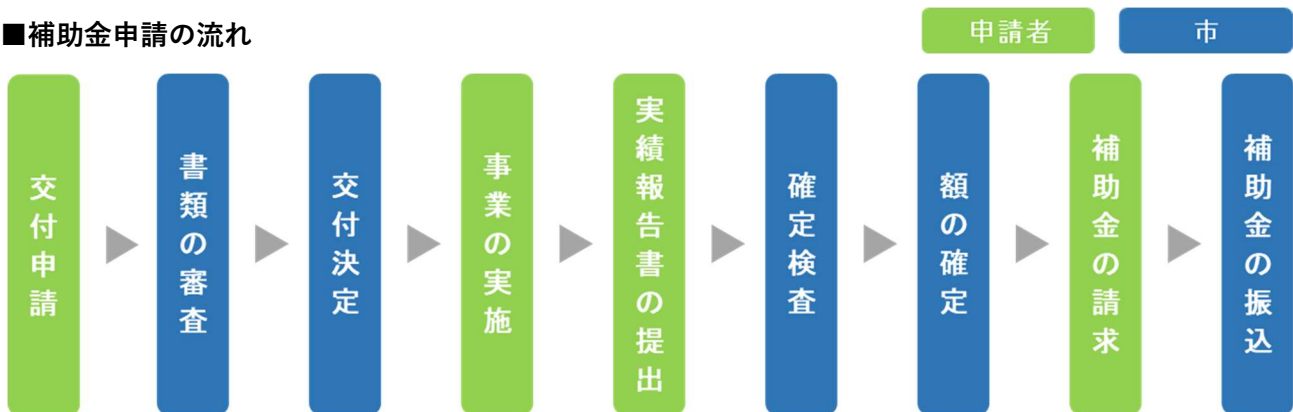 ■補助金申請の流れ
申請者
市
交付申請
書類の審査
交付決定
事業の実施
実績報告書の提出
確定検査
額の確定
補助金の請求
補助金の振込